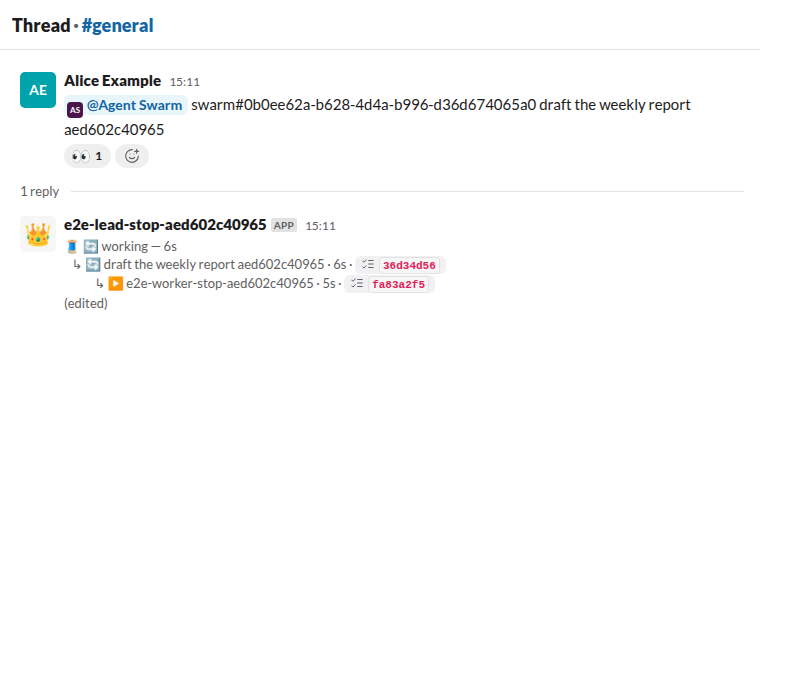 Thread • #general
AE
Alice Example 15:11
AS @Agent Swarm swarm#0b0ee62a-b628-4d4a-b996-d36d674065a0 draft the weekly report
aed602c40965
👀 1
1 reply
e2e-lead-stop-aed602c40965 APP 15:11
🧵 🔄 working — 6s
↳ 🔄 draft the weekly report aed602c40965 · 6s · 36d34d56
↳ ▶️ e2e-worker-stop-aed602c40965 · 5s · fa83a2f5
(edited)